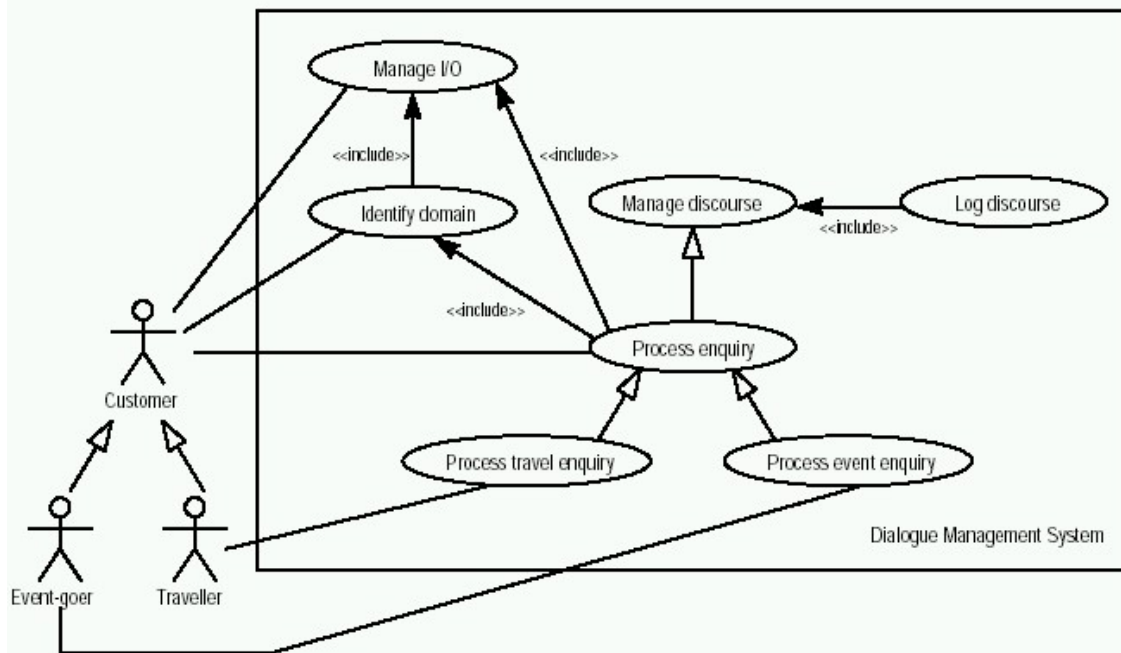 Manage I/O
<<include>>
<<include>>
Identify domain
Manage discourse
Log discourse
<<include>>
<<include>>
Process enquiry
Customer
Process travel enquiry
Process event enquiry
Dialogue Management System
Event-goer
Traveller